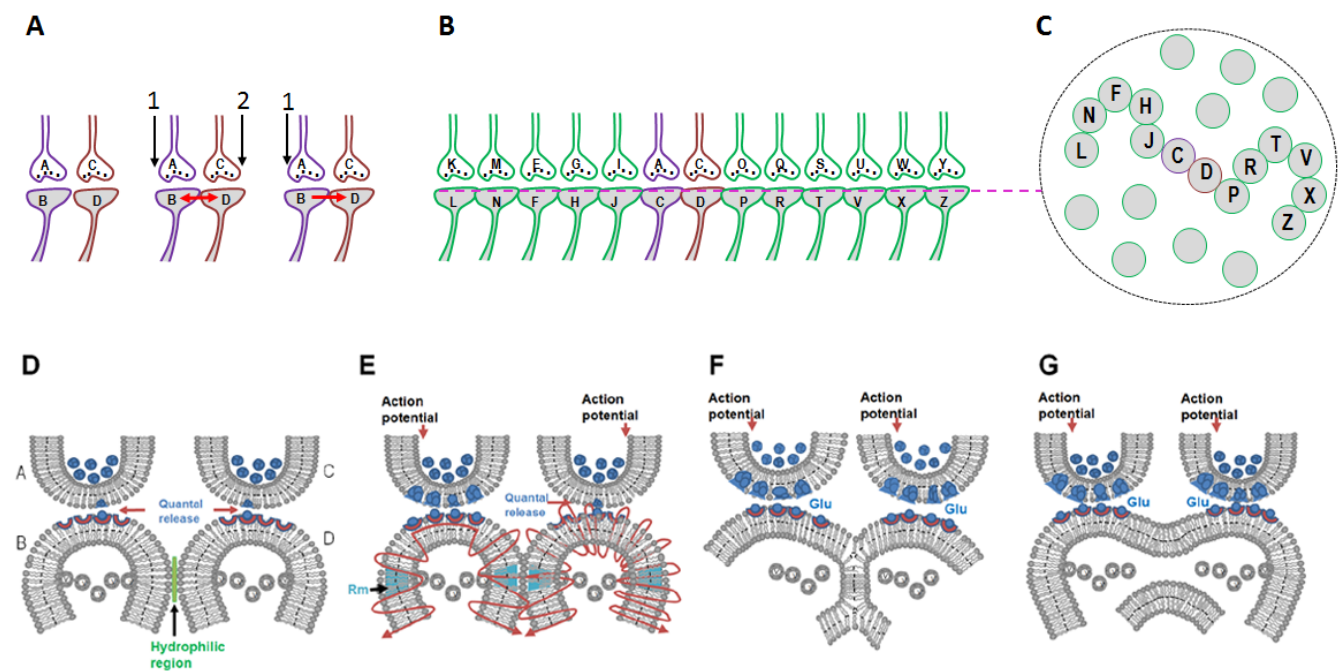 A
B
C
1
2
1
A
C
A
C
A
C
B
D
B
D
B
D
K
M
E
G
I
A
C
O
Q
S
U
W
Y
L
N
F
H
J
C
D
P
R
T
V
X
Z
F
N
H
L
J
C
D
P
R
T
V
X
Z
D
E
F
G
Action
potential
Action
potential
Action
potential
Action
potential
Action
potential
Action
potential
A
C
Quantal
release
Quantal
release
Glu
Glu
Glu
Glu
B
D
Rm
Hydrophilic
region